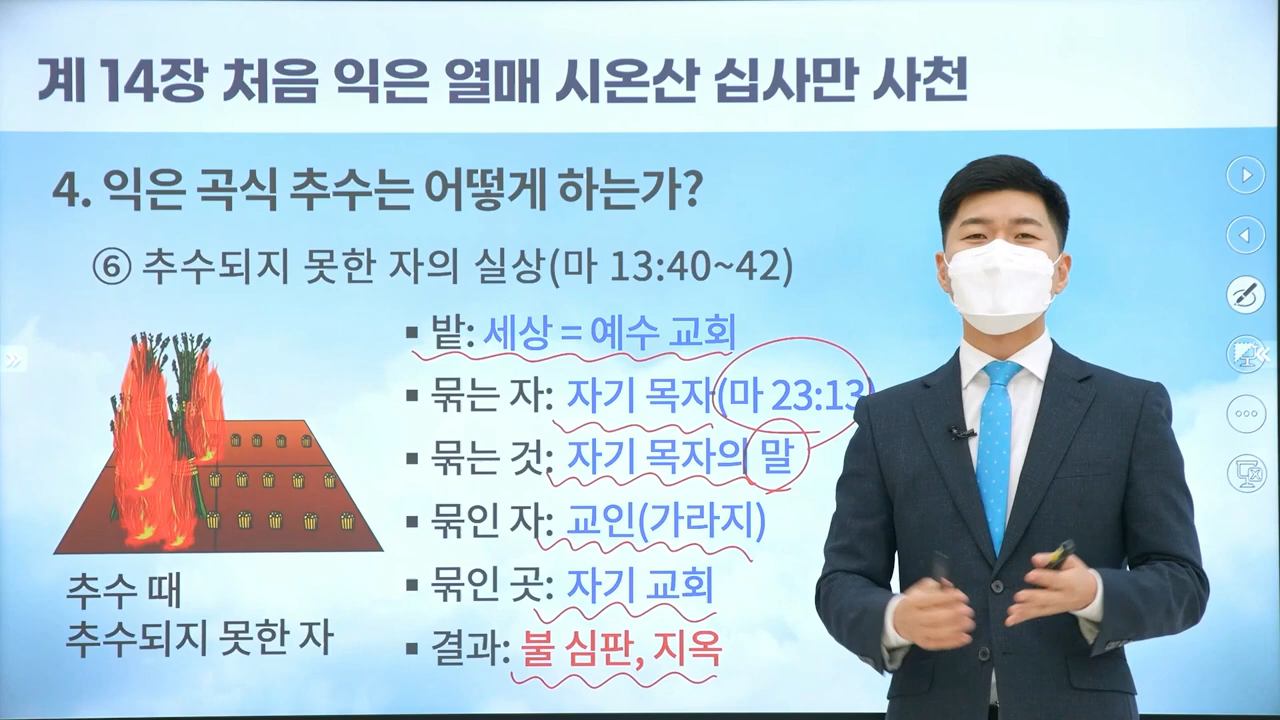 계 14장 처음 익은 열매 시온산 십사만 사천
4. 익은 곡식 추수는 어떻게 하는가?
⑥ 추수되지 못한 자의 실상(마 13:40~42)
▪ 밭: 세상 = 예수 교회
▪ 묶는 자: 자기 목자(마 23:13)
▪ 묶는 것: 자기 목자의 말
▪ 묶인 자: 교인(가라지)
▪ 묶인 곳: 자기 교회
▪ 결과: 불 심판, 지옥
추수 때
추수되지 못한 자